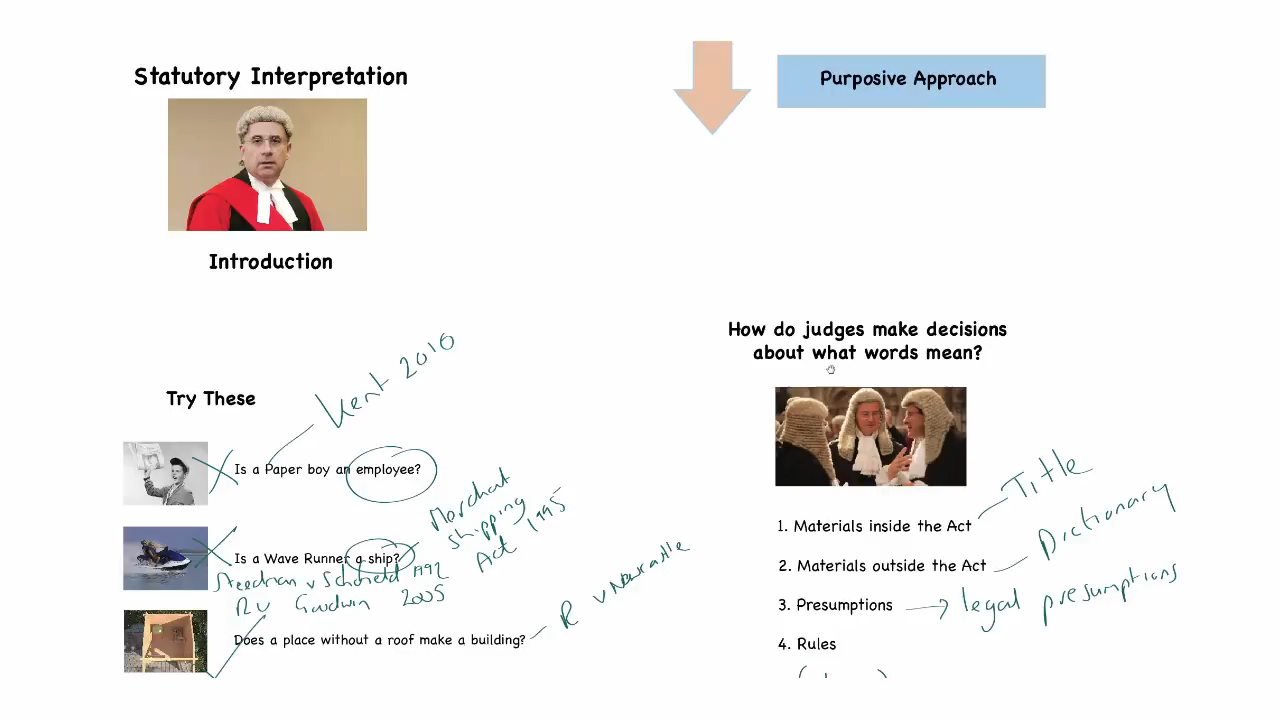 Statutory Interpretation
Introduction
Try These
Kent 2010
Is a Paper boy an employee?
Merchat
shipping
Act 1995
Is a Wave Runner a ship?
Steedman v Schofield 1992
R v Goodwin 2005
Does a place without a roof make a building?
R v Newcastle
Purposive Approach
How do judges make decisions
about what words mean?
1. Materials inside the Act
Title
2. Materials outside the Act
Dictionary
3. Presumptions
legal presumptions
4. Rules